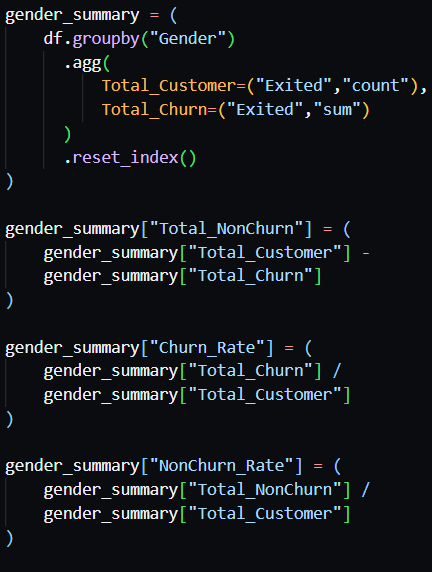 gender_summary = (
    df.groupby("Gender")
      .agg(
          Total_Customer=("Exited","count"),
          Total_Churn=("Exited","sum")
      )
      .reset_index()
)

gender_summary["Total_NonChurn"] = (
    gender_summary["Total_Customer"] -
    gender_summary["Total_Churn"]
)

gender_summary["Churn_Rate"] = (
    gender_summary["Total_Churn"] /
    gender_summary["Total_Customer"]
)

gender_summary["NonChurn_Rate"] = (
    gender_summary["Total_NonChurn"] /
    gender_summary["Total_Customer"]
)